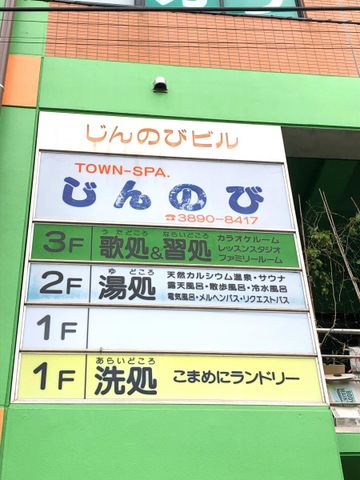 じんのびビル
TOWN-SPA.
じんのび
☎3890-8417
3F
うたどころ ならいどころ
歌処&習処
カラオケルーム
レッスンスタジオ
ファミリールーム
2F
ゆ どころ
湯処
天然カルシウム温泉・サウナ
露天風呂・散歩風呂・冷水風呂
電気風呂・メルヘンバス・リクエストバス
1F
1F
あらいどころ
洗処
こまめにランドリー